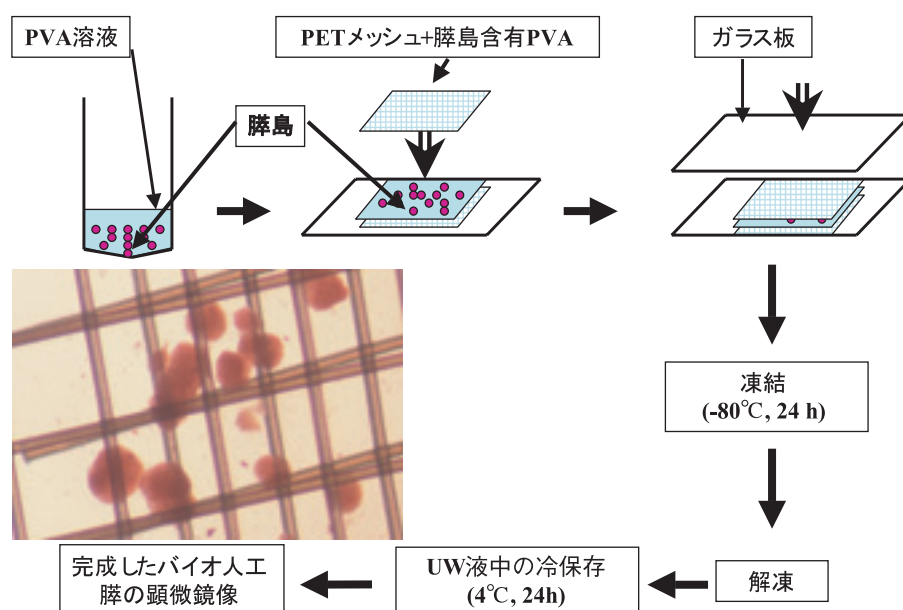 PVA溶液
PETメッシュ+膵島含有PVA
ガラス板
膵島
凍結
(-80℃, 24 h)
解凍
UW液中の冷保存
(4℃, 24h)
完成したバイオ人工
膵の顕微鏡像